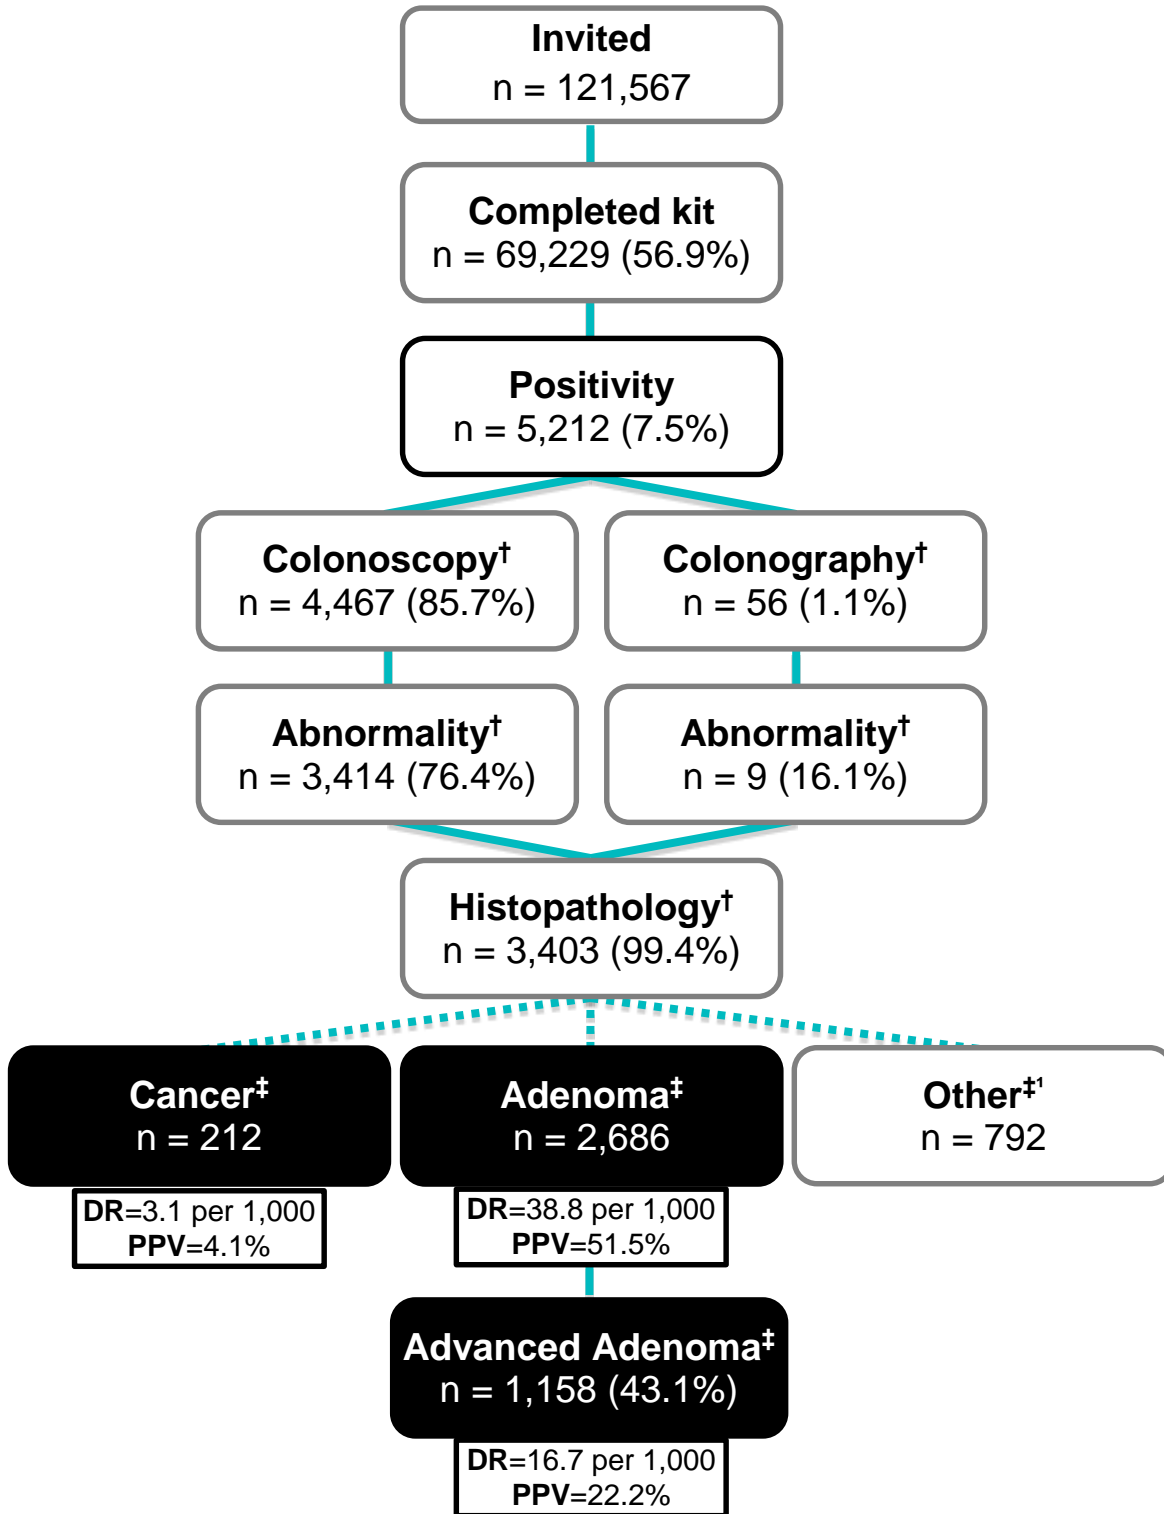 Invited
n = 121,567
Completed kit
n = 69,229 (56.9%)
Positivity
n = 5,212 (7.5%)
Colonoscopy†
n = 4,467 (85.7%)
Colonography†
n = 56 (1.1%)
Abnormality†
n = 3,414 (76.4%)
Abnormality†
n = 9 (16.1%)
Histopathology†
n = 3,403 (99.4%)
Cancer‡
n = 212
DR=3.1 per 1,000
PPV=4.1%
Adenoma‡
n = 2,686
DR=38.8 per 1,000
PPV=51.5%
Other‡¹
n = 792
Advanced Adenoma‡
n = 1,158 (43.1%)
DR=16.7 per 1,000
PPV=22.2%